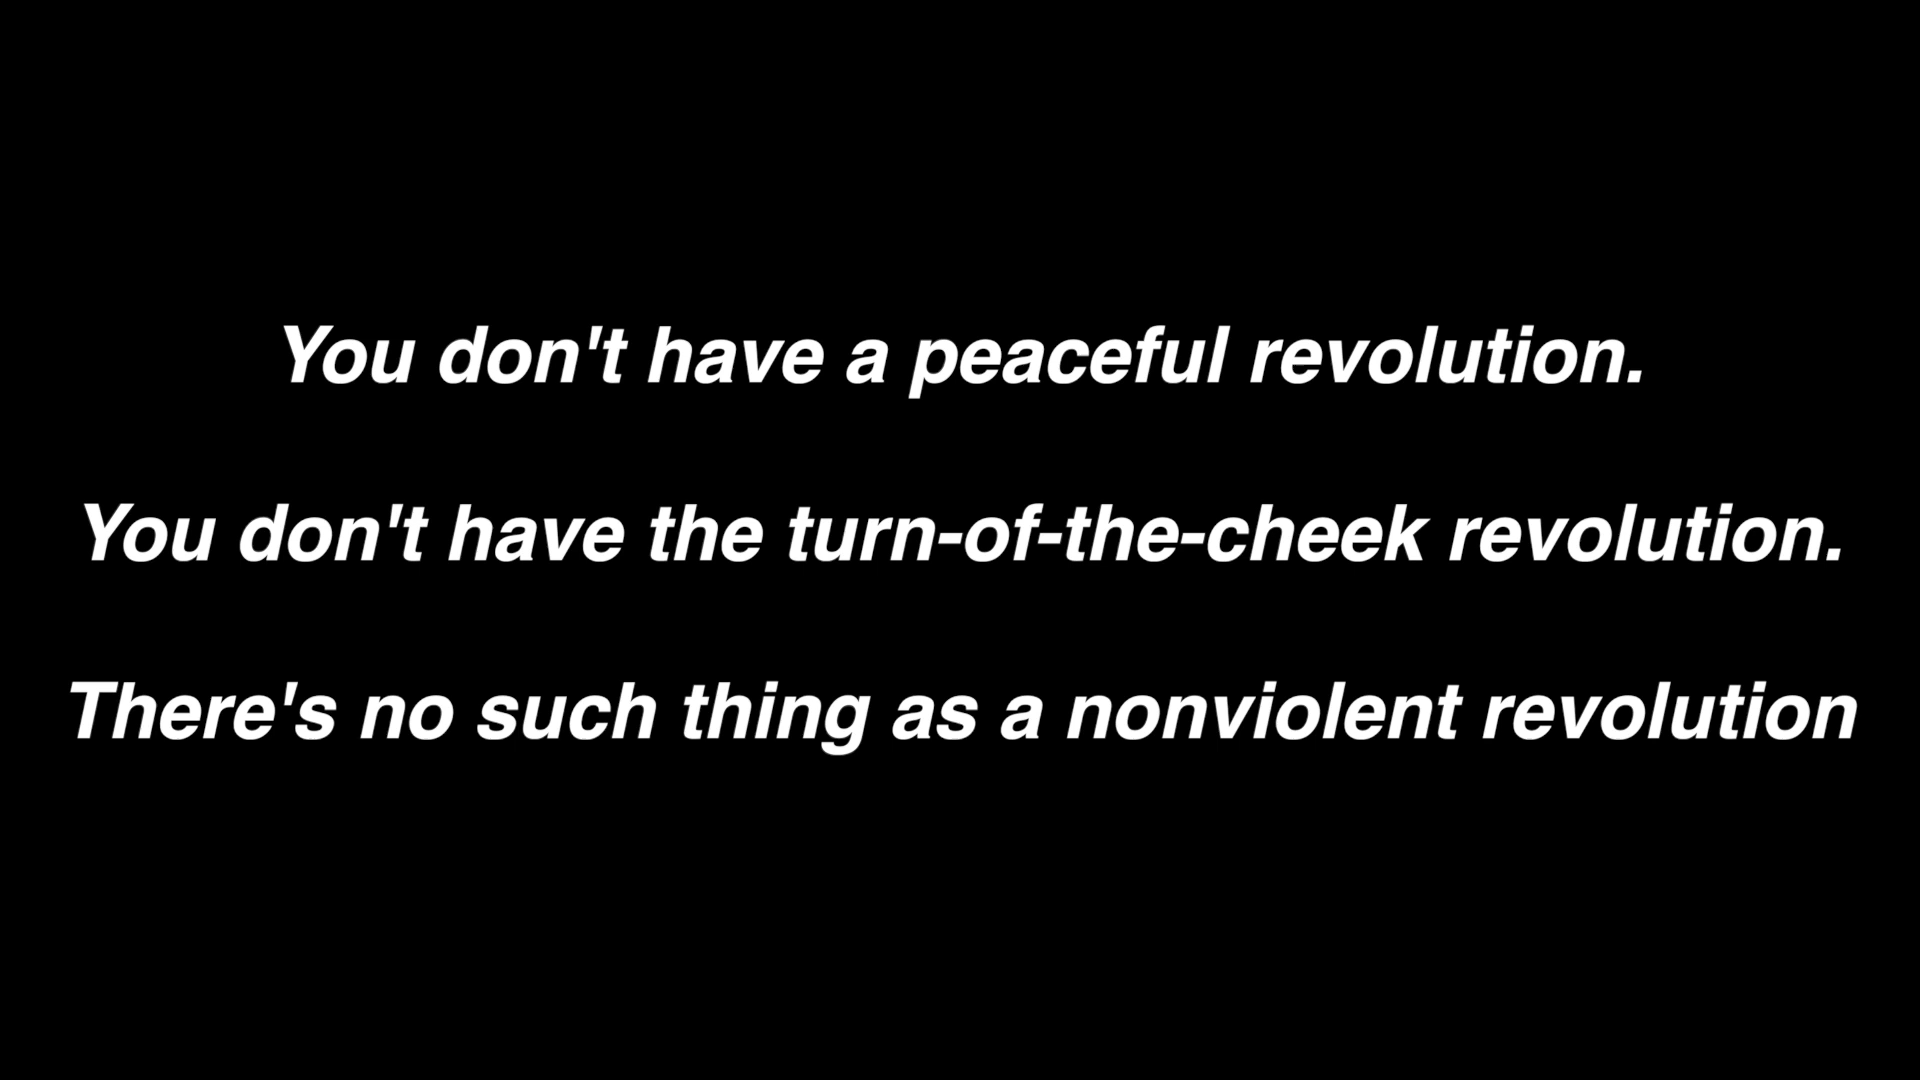 You don't have a peaceful revolution.
You don't have the turn-of-the-cheek revolution.
There's no such thing as a nonviolent revolution